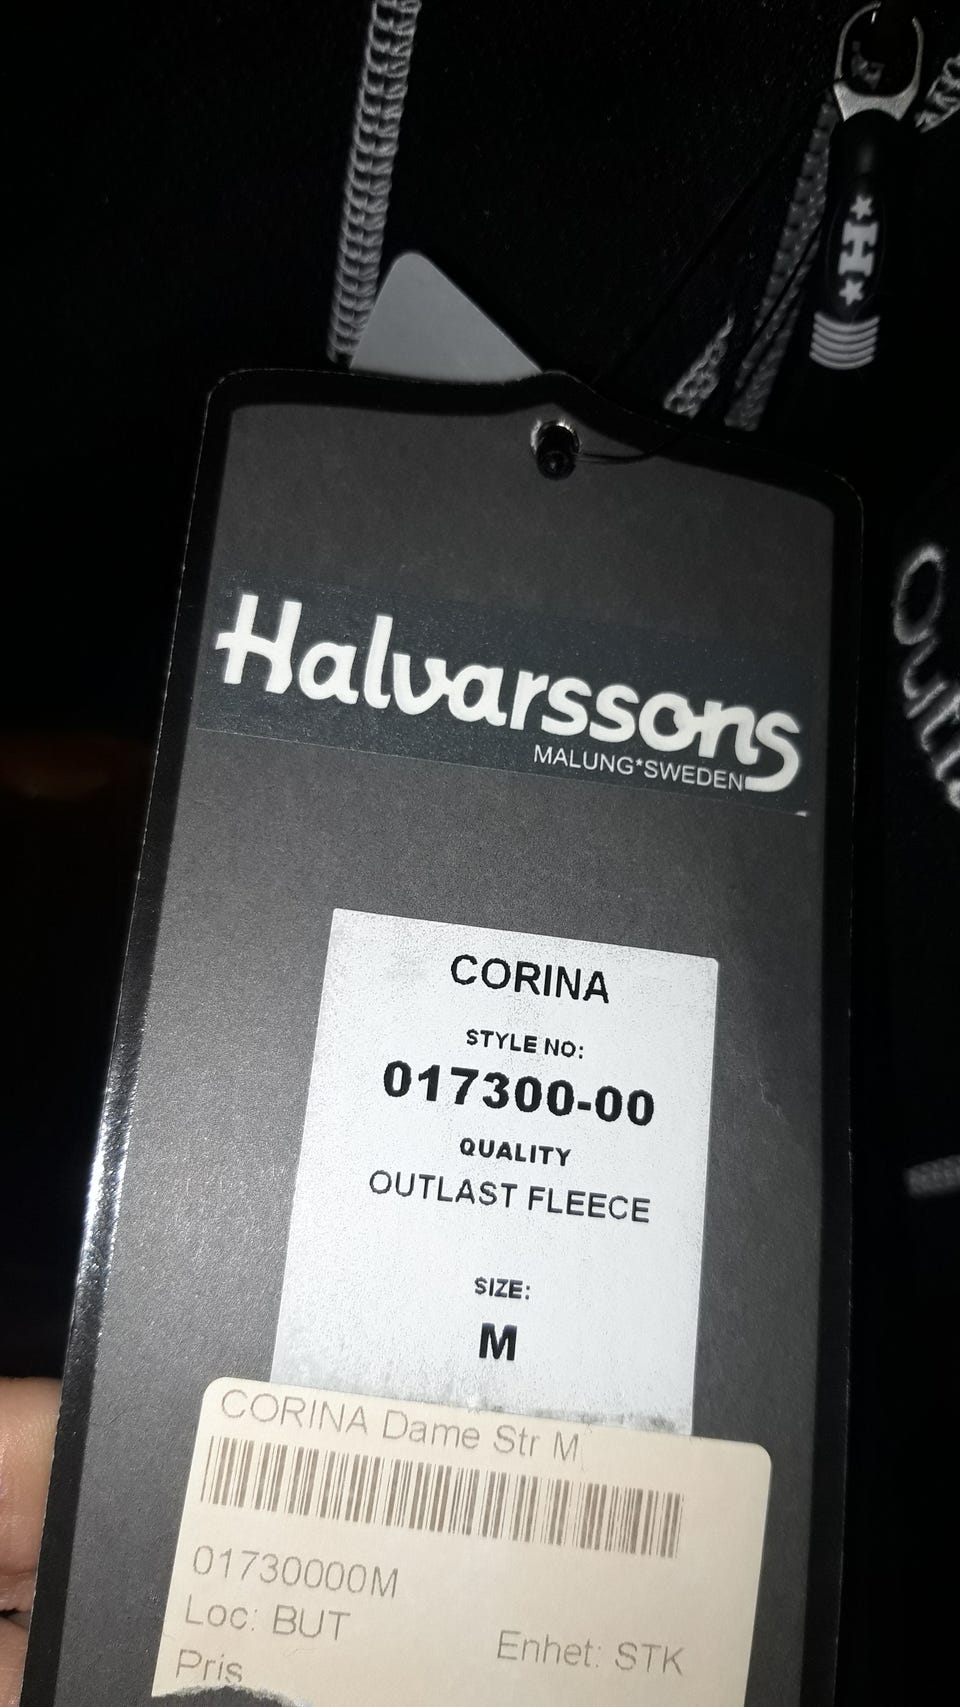 H
Halvarssons
MALUNG*SWEDEN
CORINA
STYLE NO:
017300-00
QUALITY
OUTLAST FLEECE
SIZE:
M
CORINA Dame Str M
01730000M
Loc: BUT
Enhet: STK
Pris